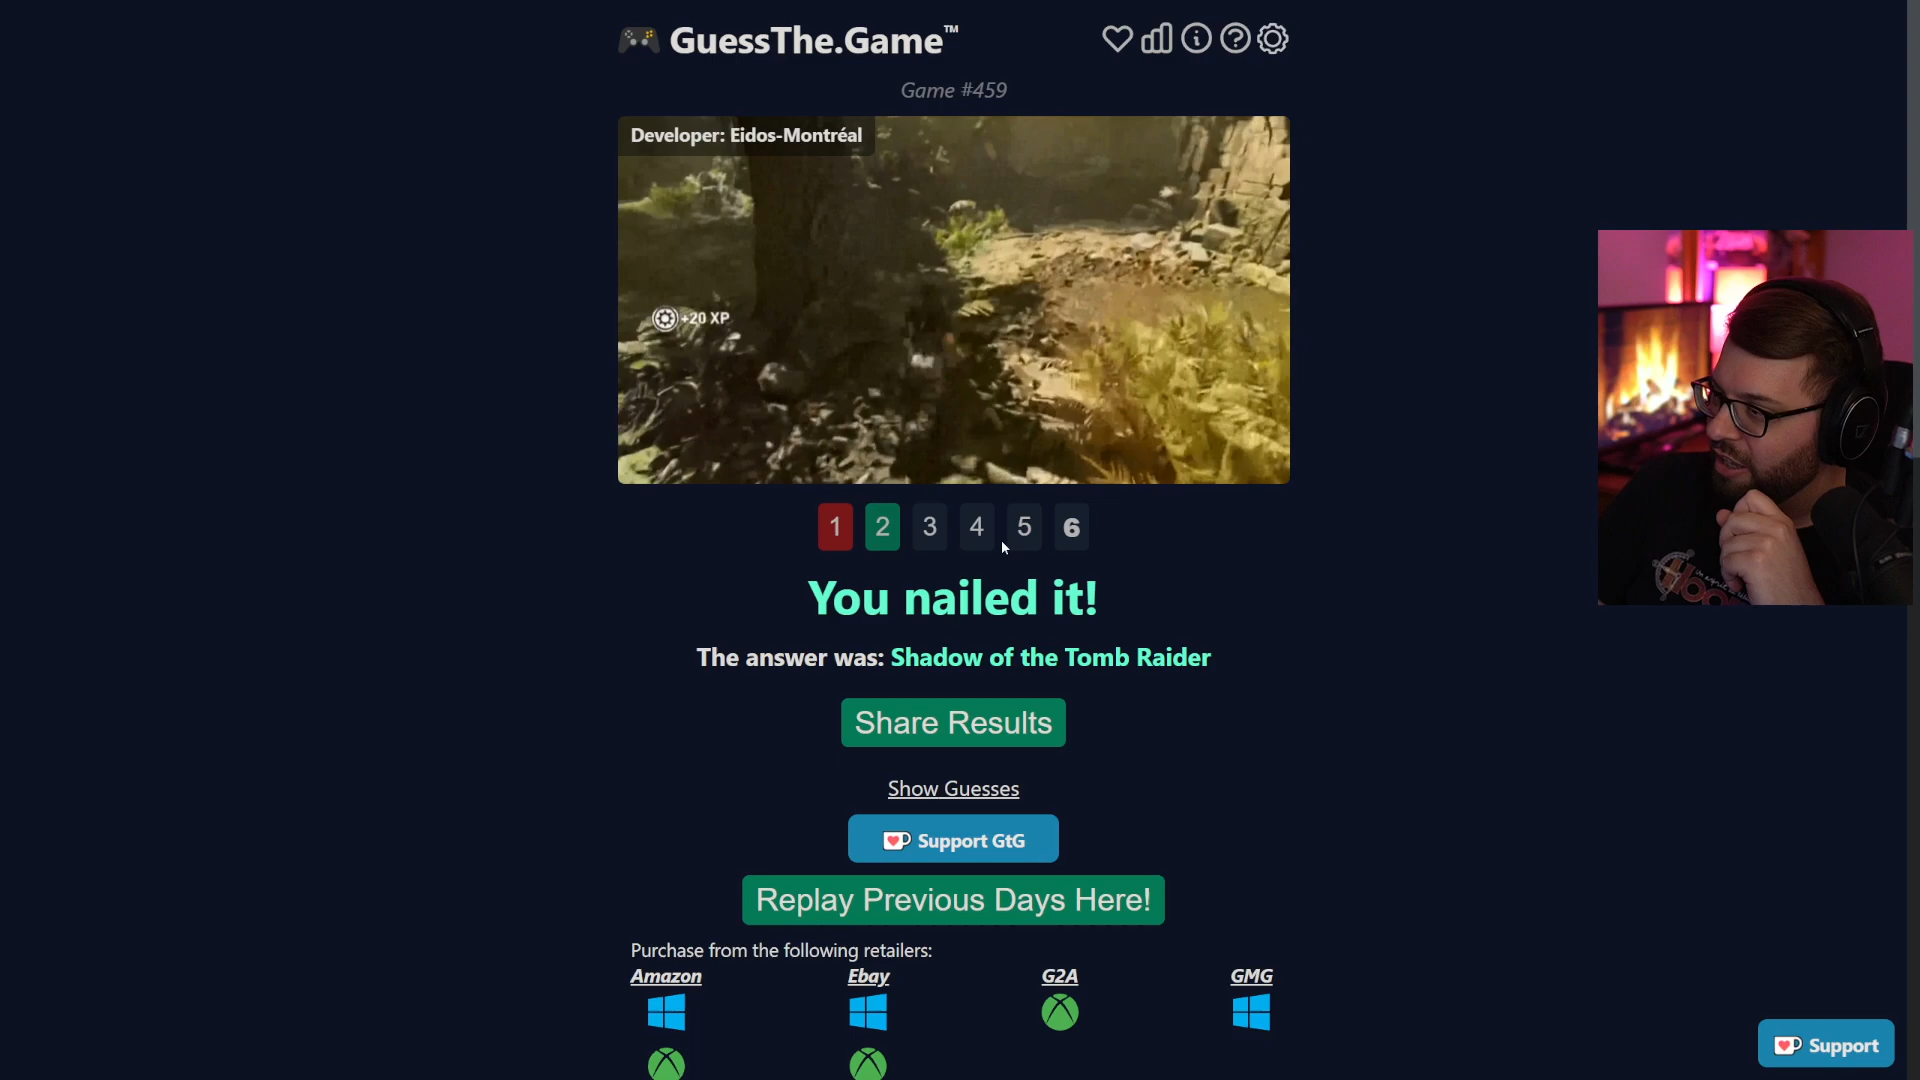 GuessThe.Game™
Game #459
Developer: Eidos-Montréal
+20 XP
1 2 3 4 5 6
You nailed it!
The answer was: Shadow of the Tomb Raider
Share Results
Show Guesses
Support GtG
Replay Previous Days Here!
Purchase from the following retailers:
Amazon Ebay G2A GMG
Support